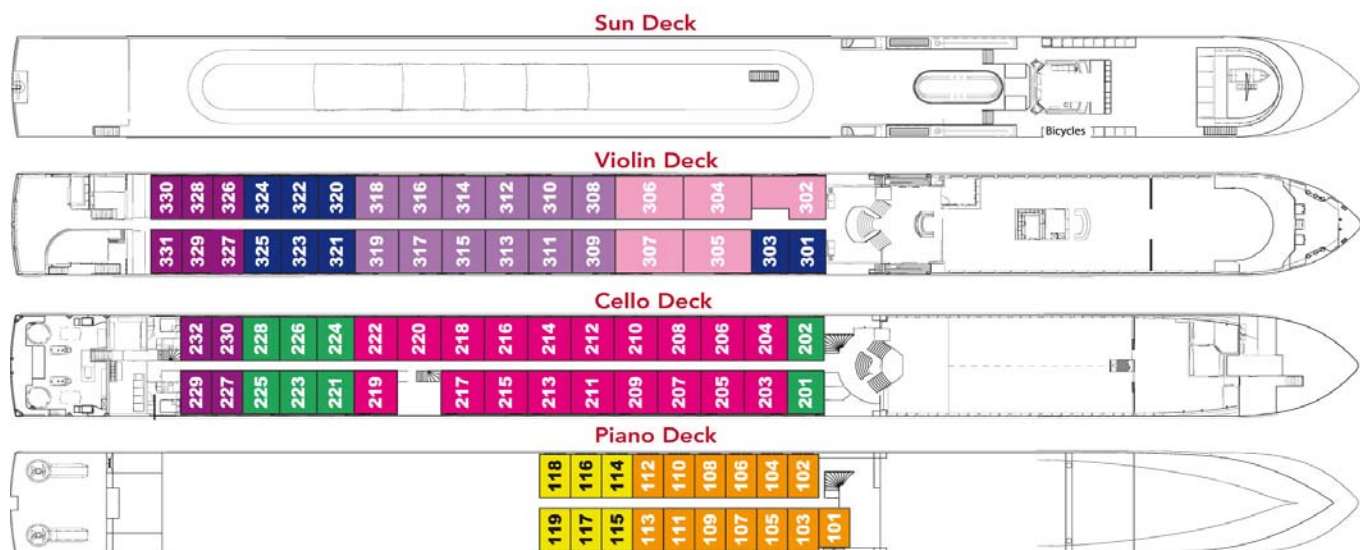 Sun Deck
Bicycles
Violin Deck
330 328 326 324 322 320 318 316 314 312 310 308 306 304 302
331 329 327 325 323 321 319 317 315 313 311 309 307 305 303 301
Cello Deck
232 230 228 226 224 222 220 218 216 214 212 210 208 206 204 202
229 227 225 223 221 219 217 215 213 211 209 207 205 203 201
Piano Deck
118 116 114 112 110 108 106 104 102
119 117 115 113 111 109 107 105 103 101